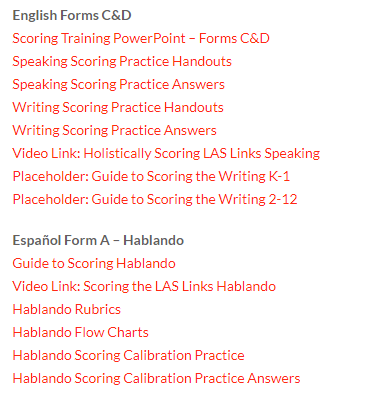 English Forms C&D
Scoring Training PowerPoint – Forms C&D
Speaking Scoring Practice Handouts
Speaking Scoring Practice Answers
Writing Scoring Practice Handouts
Writing Scoring Practice Answers
Video Link: Holistically Scoring LAS Links Speaking
Placeholder: Guide to Scoring the Writing K-1
Placeholder: Guide to Scoring the Writing 2-12
Español Form A – Hablando
Guide to Scoring Hablando
Video Link: Scoring the LAS Links Hablando
Hablando Rubrics
Hablando Flow Charts
Hablando Scoring Calibration Practice
Hablando Scoring Calibration Practice Answers